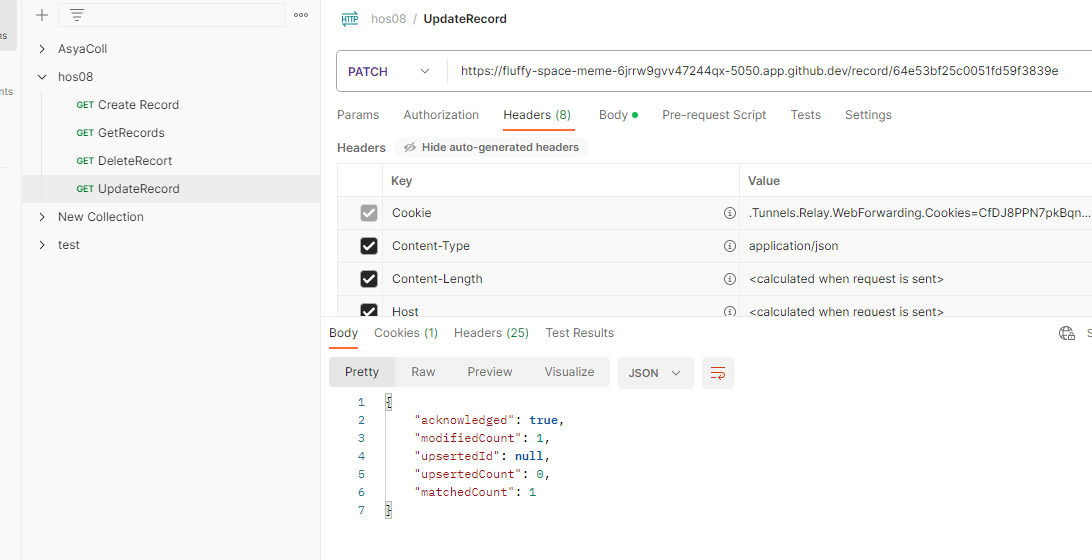 ns
nts
AsyaColl
hos08
GET Create Record
GET GetRecords
GET DeleteRecort
GET UpdateRecord
New Collection
test
HTTP hos08 / UpdateRecord
PATCH https://fluffy-space-meme-6jrrw9gvv47244qx-5050.app.github.dev/record/64e53bf25c0051fd59f3839e
Params Authorization Headers (8) Body Pre-request Script Tests Settings
Headers Hide auto-generated headers
Key Value
Cookie .Tunnels.Relay.WebForwarding.Cookies=CfDJ8PPN7pkBqn...
Content-Type application/json
Content-Length <calculated when request is sent>
Host <calculated when request is sent>
Body Cookies (1) Headers (25) Test Results S
Pretty Raw Preview Visualize JSON
1 {
2 "acknowledged": true,
3 "modifiedCount": 1,
4 "upsertedId": null,
5 "upsertedCount": 0,
6 "matchedCount": 1
7 }